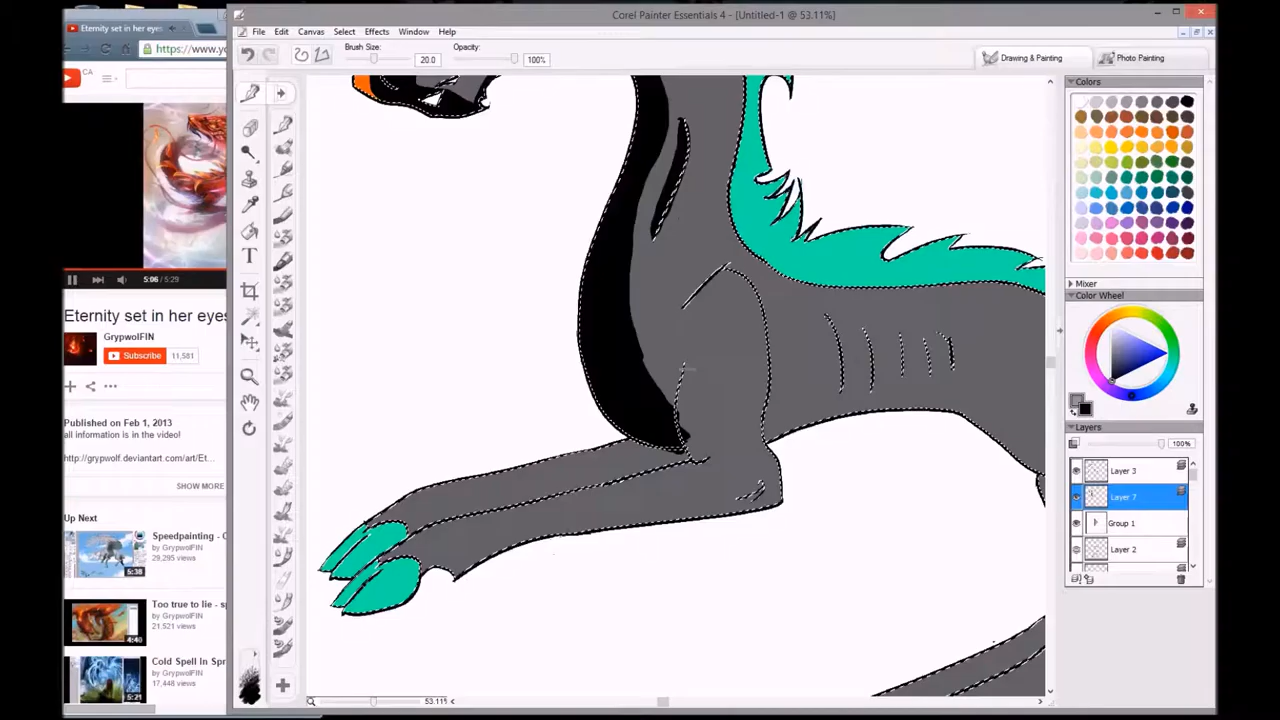 Eternity set in her eyes
https://www.yo
CA
5:06 / 5:29
Eternity set in her eyes
GrypwolFIN
Subscribe 11,581
Published on Feb 1, 2013
all information is in the video!
http://grypwolf.deviantart.com/art/Et...
SHOW MORE
Up Next
Speedpainting - C
by GrypwolFIN
29,295 views
5:38
Too true to lie - sp
by GrypwolFIN
21,521 views
4:40
Cold Spell In Spr
by GrypwolFIN
17,448 views
5:21
Corel Painter Essentials 4 - [Untitled-1 @ 53.11%]
File Edit Canvas Select Effects Window Help
Brush Size: 20.0 Opacity: 100%
Drawing & Painting Photo Painting
T
53.11%
Colors
Mixer
Color Wheel
Layers
100%
Layer 3
Layer 7
Group 1
Layer 2